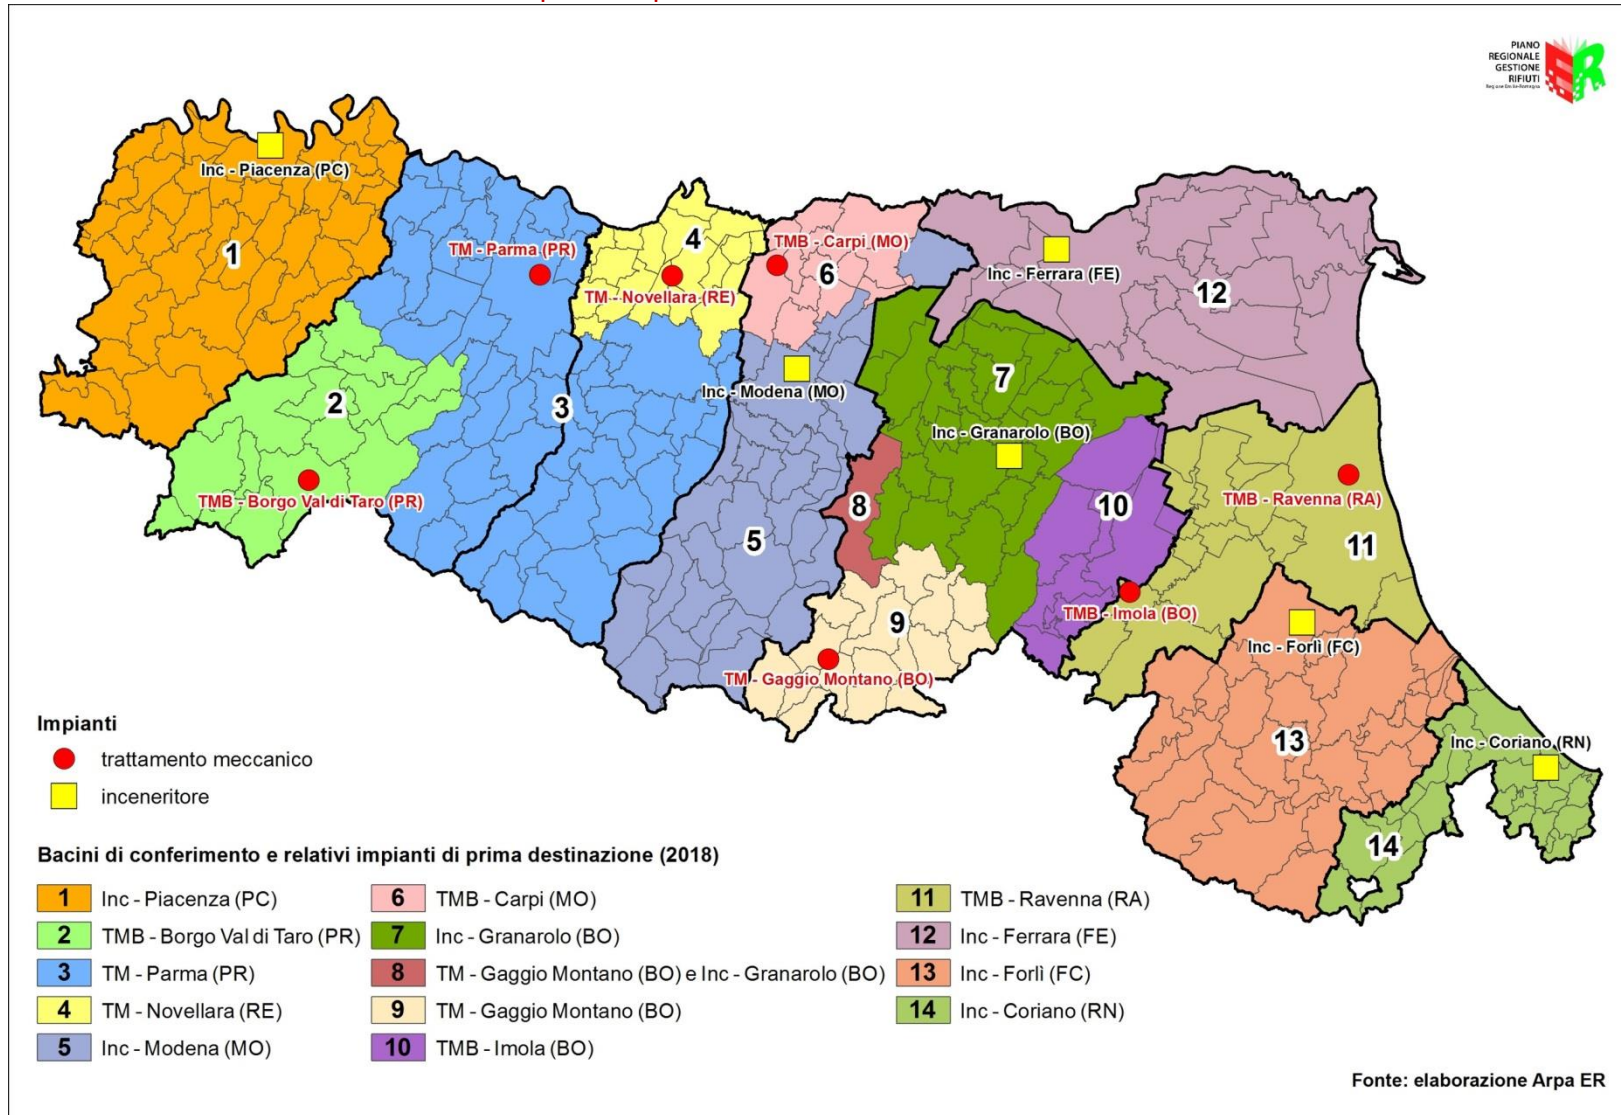 PIANO
REGIONALE
GESTIONE
RIFIUTI
Regione Emilia-Romagna
ER
Inc - Piacenza (PC)
1
TM - Parma (PR)
4
TM - Novellara (RE)
TMB - Carpi (MO)
6
Inc - Ferrara (FE)
12
2
3
Inc - Modena (MO)
7
Inc - Granarolo (BO)
TMB - Borgo Val di Taro (PR)
8
10
TMB - Ravenna (RA)
5
11
9
TMB - Imola (BO)
Inc - Forlì (FC)
TM - Gaggio Montano (BO)
13
Inc - Coriano (RN)
14
Impianti
trattamento meccanico
inceneritore
Bacini di conferimento e relativi impianti di prima destinazione (2018)
1 Inc - Piacenza (PC)
2 TMB - Borgo Val di Taro (PR)
3 TM - Parma (PR)
4 TM - Novellara (RE)
5 Inc - Modena (MO)
6 TMB - Carpi (MO)
7 Inc - Granarolo (BO)
8 TM - Gaggio Montano (BO) e Inc - Granarolo (BO)
9 TM - Gaggio Montano (BO)
10 TMB - Imola (BO)
11 TMB - Ravenna (RA)
12 Inc - Ferrara (FE)
13 Inc - Forlì (FC)
14 Inc - Coriano (RN)
Fonte: elaborazione Arpa ER